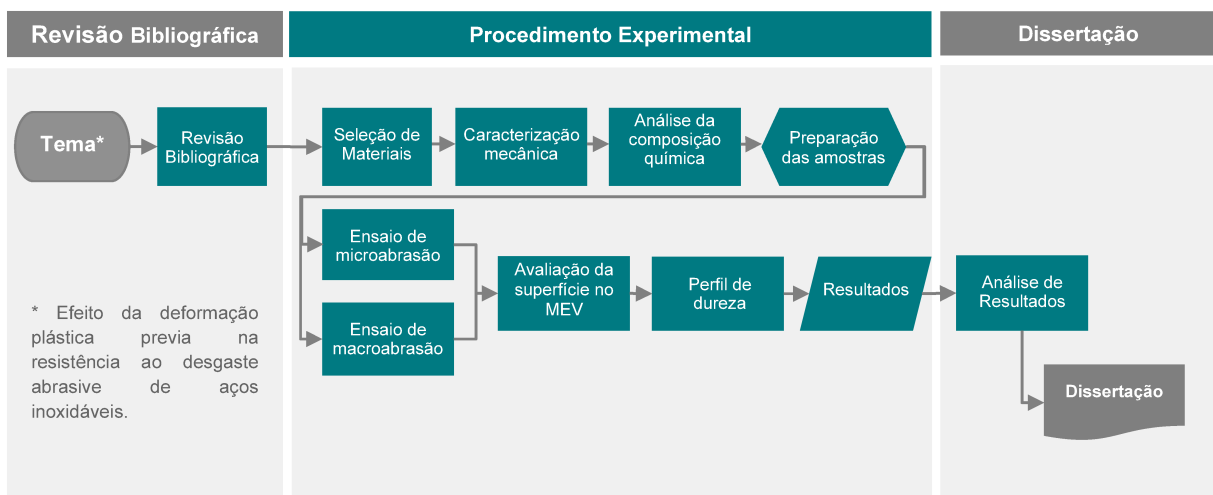 Revisão Bibliográfica
Procedimento Experimental
Dissertação
Tema*
Revisão
Bibliográfica
Seleção de
Materiais
Caracterização
mecânica
Análise da
composição
química
Preparação
das amostras
Ensaio de
microabrasão
Ensaio de
macroabrasão
Avaliação da
superfície no
MEV
Perfil de
dureza
Resultados
Análise de
Resultados
Dissertação
* Efeito da deformação
plástica previa na
resistência ao desgaste
abrasive de aços
inoxidáveis.